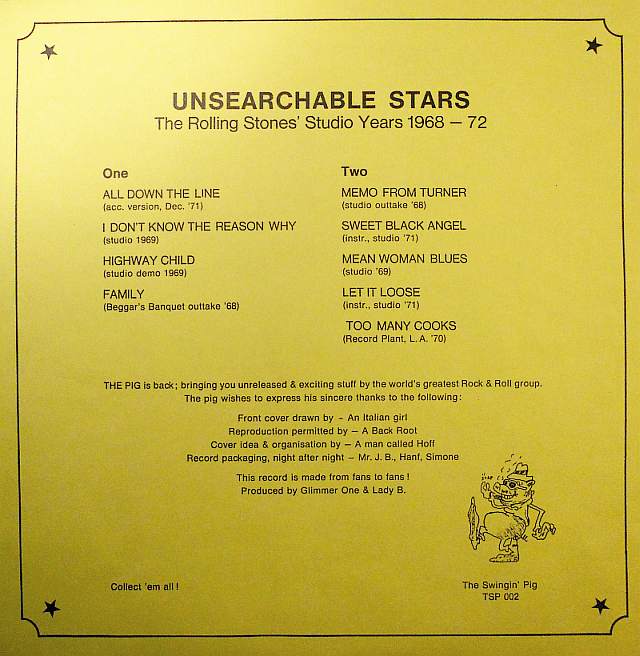 UNSEARCHABLE STARS
The Rolling Stones' Studio Years 1968 – 72
One
ALL DOWN THE LINE
(acc. version, Dec. '71)
I DON'T KNOW THE REASON WHY
(studio 1969)
HIGHWAY CHILD
(studio demo 1969)
FAMILY
(Beggar's Banquet outtake '68)
Two
MEMO FROM TURNER
(studio outtake '68)
SWEET BLACK ANGEL
(instr., studio '71)
MEAN WOMAN BLUES
(studio '69)
LET IT LOOSE
(instr., studio '71)
TOO MANY COOKS
(Record Plant, L.A. '70)
THE PIG is back; bringing you unreleased & exciting stuff by the world's greatest Rock & Roll group.
The pig wishes to express his sincere thanks to the following:
Front cover drawn by – An Italian girl
Reproduction permitted by – A Back Root
Cover idea & organisation by – A man called Hoff
Record packaging, night after night – Mr. J. B., Hanf, Simone
This record is made from fans to fans!
Produced by Glimmer One & Lady B.
Collect 'em all!
The Swingin' Pig
TSP 002